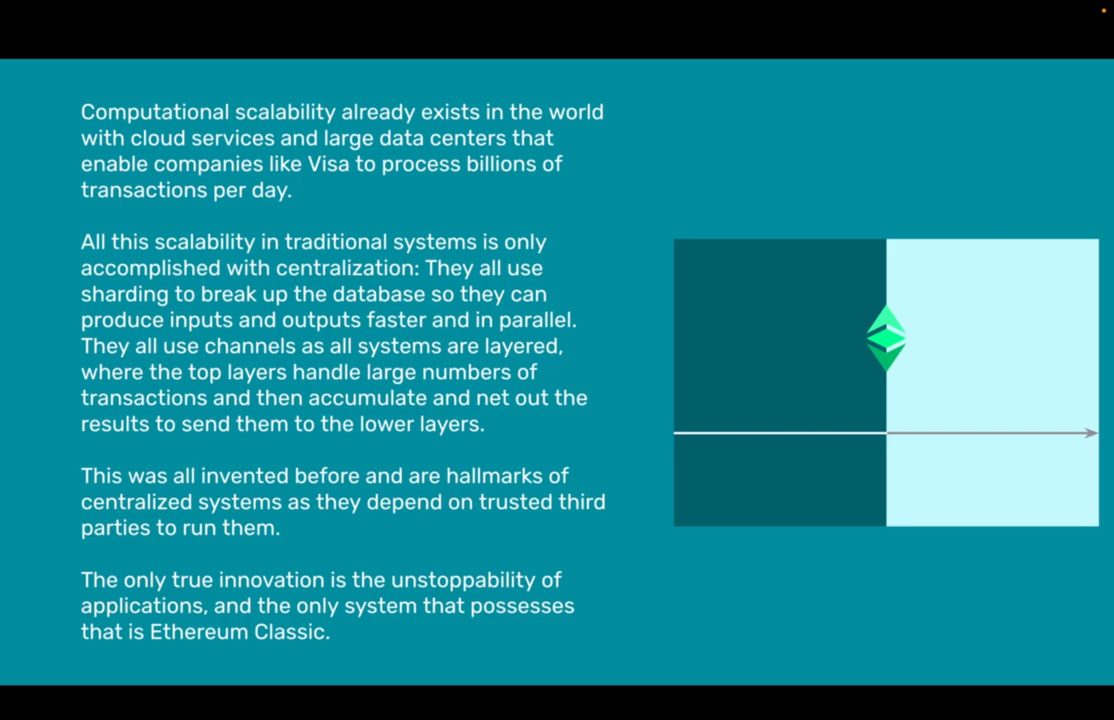 Computational scalability already exists in the world
with cloud services and large data centers that
enable companies like Visa to process billions of
transactions per day.
All this scalability in traditional systems is only
accomplished with centralization: They all use
sharding to break up the database so they can
produce inputs and outputs faster and in parallel.
They all use channels as all systems are layered,
where the top layers handle large numbers of
transactions and then accumulate and net out the
results to send them to the lower layers.
This was all invented before and are hallmarks of
centralized systems as they depend on trusted third
parties to run them.
The only true innovation is the unstoppability of
applications, and the only system that possesses
that is Ethereum Classic.